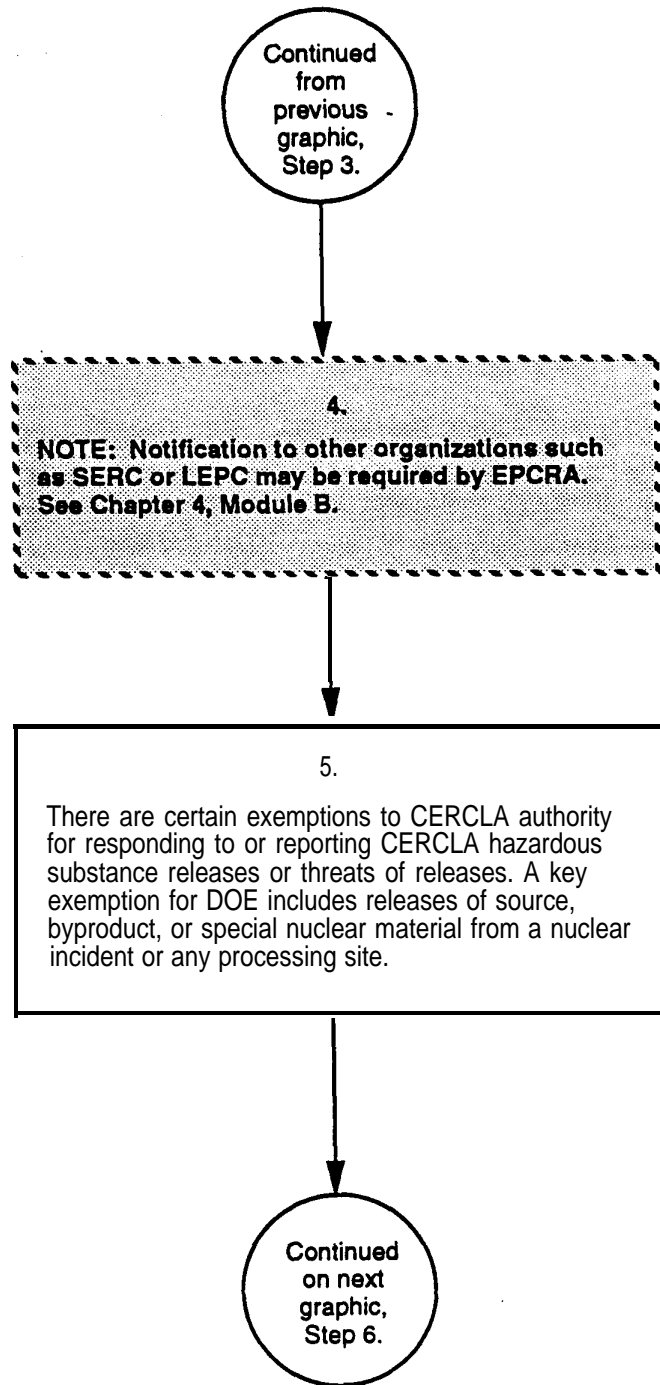 Continued
from
previous
graphic,
Step 3.
4.
NOTE: Notification to other organizations such
as SERC or LEPC may be required by EPCRA.
See Chapter 4, Module B.
5.
There are certain exemptions to CERCLA authority
for responding to or reporting CERCLA hazardous
substance releases or threats of releases. A key
exemption for DOE includes releases of source,
byproduct, or special nuclear material from a nuclear
incident or any processing site.
Continued
on next
graphic,
Step 6.